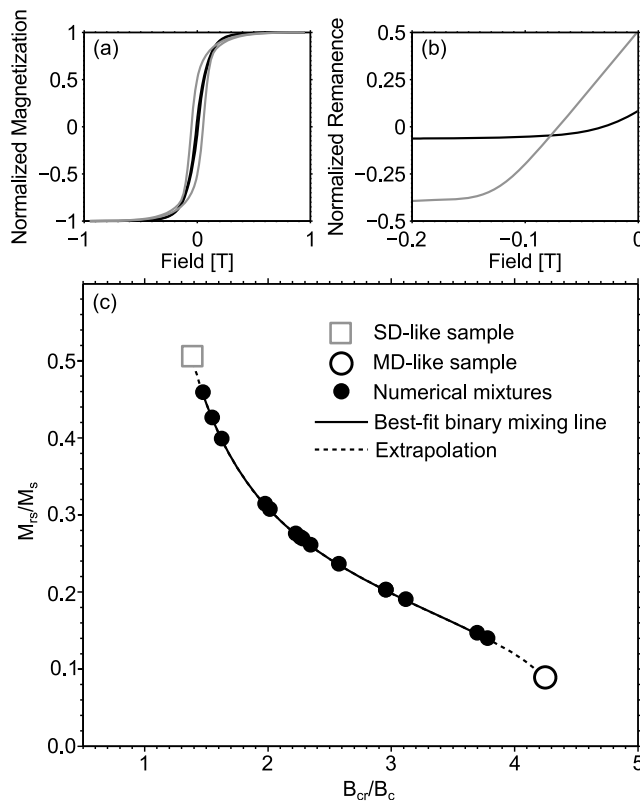 (a)
Normalized Magnetization
1
0.5
0
−0.5
−1
−1
0
1
Field [T]
(b)
Normalized Remanence
0.5
0.25
0
−0.25
−0.5
−0.2
−0.1
0
Field [T]
(c)
SD-like sample
MD-like sample
Numerical mixtures
Best-fit binary mixing line
Extrapolation
Mrs/Ms
0.5
0.4
0.3
0.2
0.1
0.0
1
2
3
4
5
Bcr/Bc